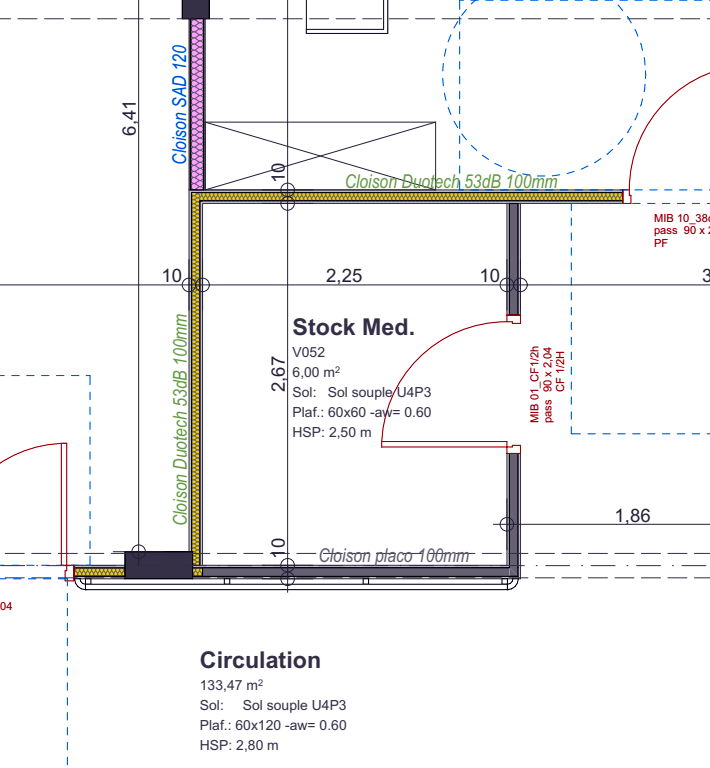 Cloison SAD 120
6,41
10
Cloison Duotech 53dB 100mm
MIB 10_38
pass 90 x 2
PF
10
2,25
10
3
Stock Med.
V052
6,00 m²
Sol: Sol souple U4P3
Plaf.: 60x60 -aw= 0.60
HSP: 2,50 m
2,67
MIB 01_CF1/2h
pass 90 x 2,04
CF 1/2H
Cloison Duotech 53dB 100mm
1,86
10
Cloison placo 100mm
04
Circulation
133,47 m²
Sol: Sol souple U4P3
Plaf.: 60x120 -aw= 0.60
HSP: 2,80 m